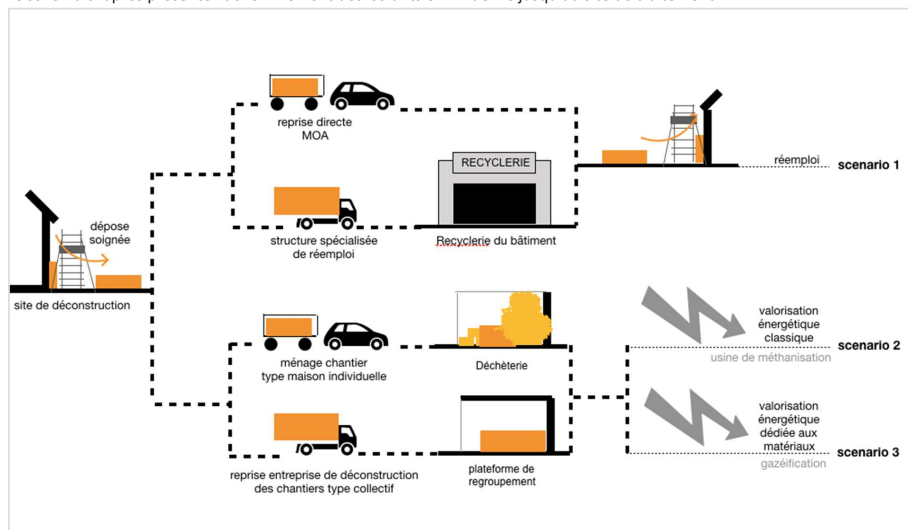 reprise directe
MOA
RECYCLERIE
réemploi
scenario 1
dépose
soignée
structure spécialisée
de réemploi
Recyclerie du bâtiment
site de déconstruction
valorisation
énergétique
classique
usine de méthanisation
scenario 2
ménage chantier
type maison individuelle
Déchèterie
valorisation
énergétique
dédiée aux
matériaux
gazéification
scenario 3
reprise entreprise de déconstruction
des chantiers type collectif
plateforme de
regroupement